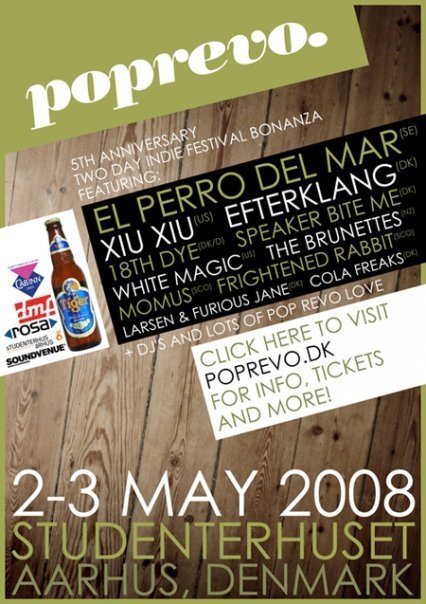 poprevo.
5TH ANNIVERSARY
TWO DAY INDIE FESTIVAL BONANZA
FEATURING:
EL PERRO DEL MAR (SE)
XIU XIU (US) EFTERKLANG (DK)
18TH DYE (DK/D) SPEAKER BITE ME (DK)
WHITE MAGIC (US) THE BRUNETTES (NZ)
MOMUS (SCO) FRIGHTENED RABBIT (SCO)
LARSEN & FURIOUS JANE (DK) COLA FREAKS (DK)
+ DJ'S AND LOTS OF POP REVO LOVE
CABINN
dmf
rosa
STUDENTERHUS
AARHUS
SOUNDVENUE
Tiger
CLICK HERE TO VISIT
POPREVO.DK
FOR INFO, TICKETS
AND MORE!
2-3 MAY 2008
STUDENTERHUSET
AARHUS, DENMARK